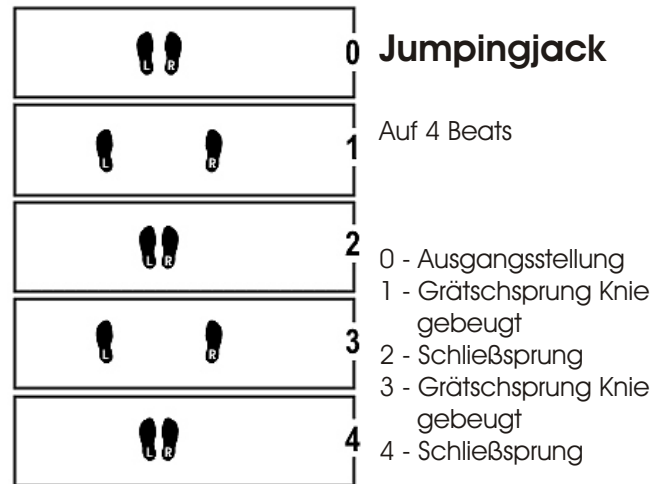 L R 0
Jumpingjack
Auf 4 Beats
L R 1
L R 2
L R 3
L R 4
0 - Ausgangsstellung
1 - Grätschsprung Knie
gebeugt
2 - Schließsprung
3 - Grätschsprung Knie
gebeugt
4 - Schließsprung